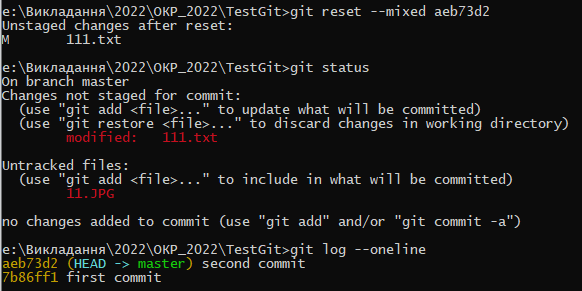 e:\Викладання\2022\ОКР_2022\TestGit>git reset --mixed aeb73d2
Unstaged changes after reset:
M       111.txt
e:\Викладання\2022\ОКР_2022\TestGit>git status
On branch master
Changes not staged for commit:
  (use "git add <file>..." to update what will be committed)
  (use "git restore <file>..." to discard changes in working directory)
        modified:   111.txt
Untracked files:
  (use "git add <file>..." to include in what will be committed)
        11.JPG
no changes added to commit (use "git add" and/or "git commit -a")
e:\Викладання\2022\ОКР_2022\TestGit>git log --oneline
aeb73d2 (HEAD -> master) second commit
7b86ff1 first commit